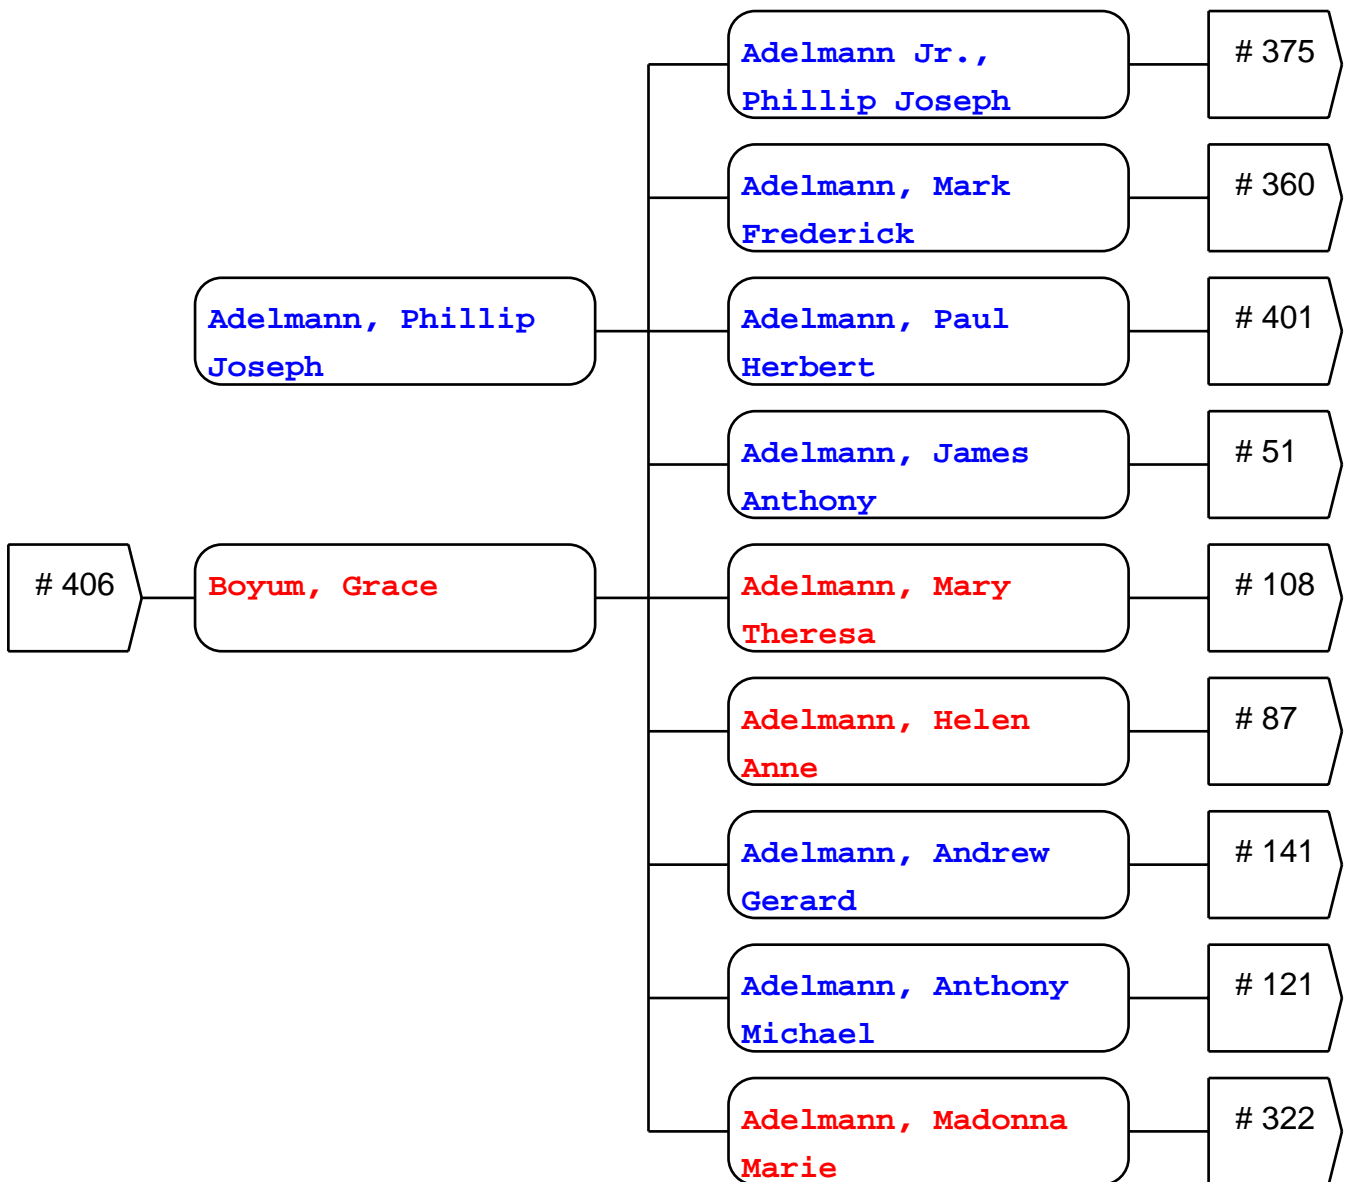 Adelmann Jr.,
Phillip Joseph
# 375
Adelmann, Mark
Frederick
# 360
Adelmann, Phillip
Joseph
Adelmann, Paul
Herbert
# 401
Adelmann, James
Anthony
# 51
# 406
Boyum, Grace
Adelmann, Mary
Theresa
# 108
Adelmann, Helen
Anne
# 87
Adelmann, Andrew
Gerard
# 141
Adelmann, Anthony
Michael
# 121
Adelmann, Madonna
Marie
# 322